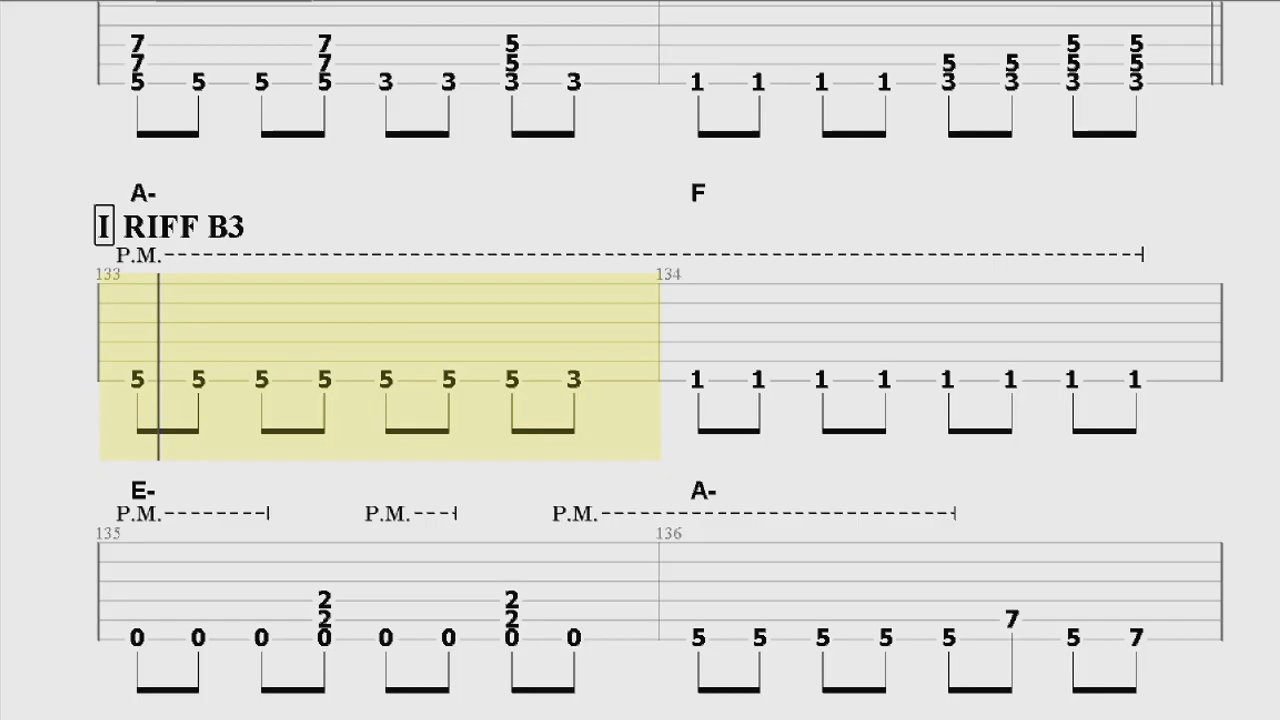 7 7 5 5 5
7 7 5 5 5 5 5
5 5 5 5 3 3 3 3 1 1 1 1 3 3 3 3
A- F
I RIFF B3
P.M.
133 134
5 5 5 5 5 5 5 3 1 1 1 1 1 1 1 1
E- A-
P.M. P.M. P.M.
135 136
2 2
2 2 7
0 0 0 0 0 0 0 0 5 5 5 5 5 5 7